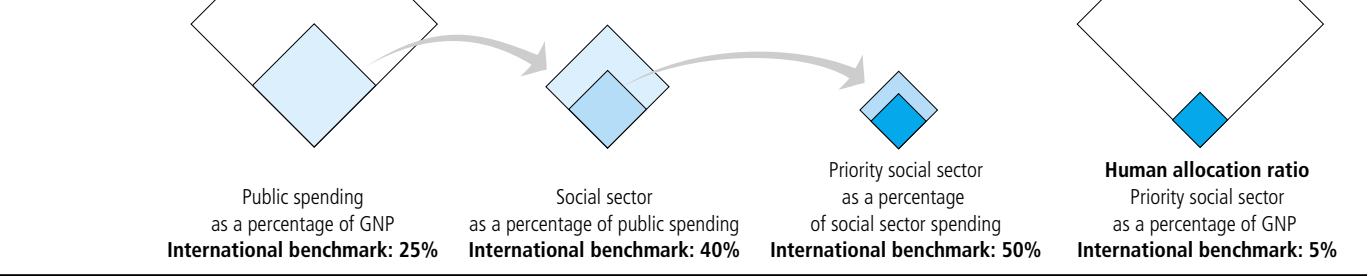 Public spending
as a percentage of GNP
International benchmark: 25%
Social sector
as a percentage of public spending
International benchmark: 40%
Priority social sector
as a percentage
of social sector spending
International benchmark: 50%
Human allocation ratio
Priority social sector
as a percentage of GNP
International benchmark: 5%